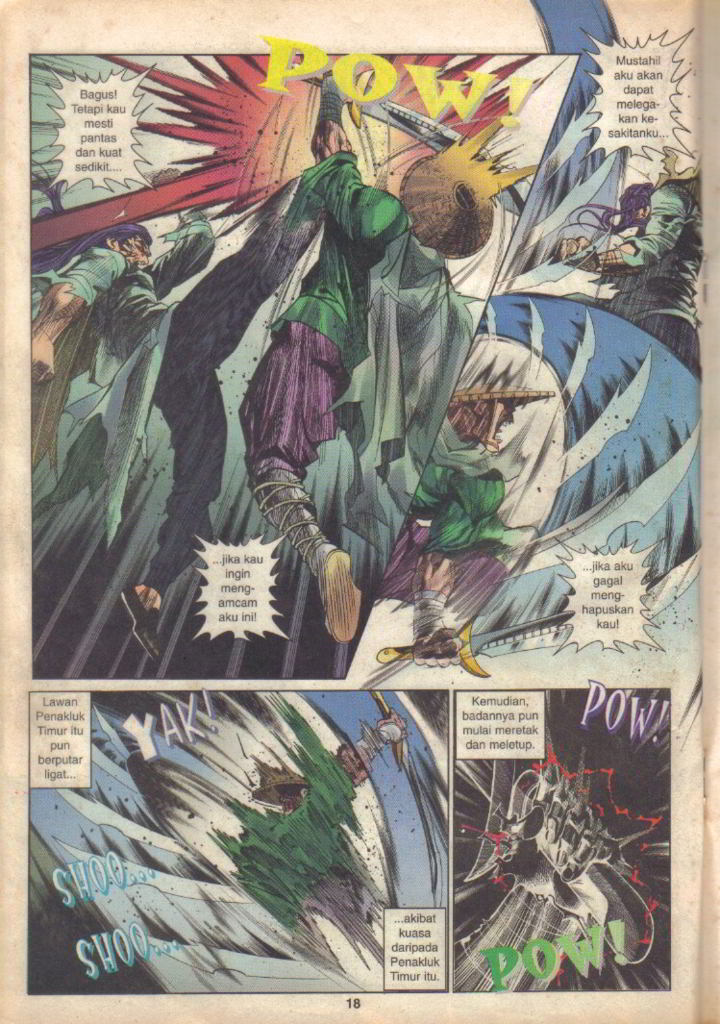 POW!
Bagus!
Tetapi kau
mesti
pantas
dan kuat
sedikit....
...jika kau
ingin
meng-
amcam
aku ini!
Mustahil
aku akan
dapat
melega-
kan ke-
sakitanku...
...jika aku
gagal
meng-
hapuskan
kau!
Lawan
Penakluk
Timur itu
pun
berputar
ligat...
YAK!
SHOO...
SHOO...
...akibat
kuasa
daripada
Penakluk
Timur itu.
Kemudian,
badannya pun
mulai meretak
dan meletup.
POW!
POW!
18